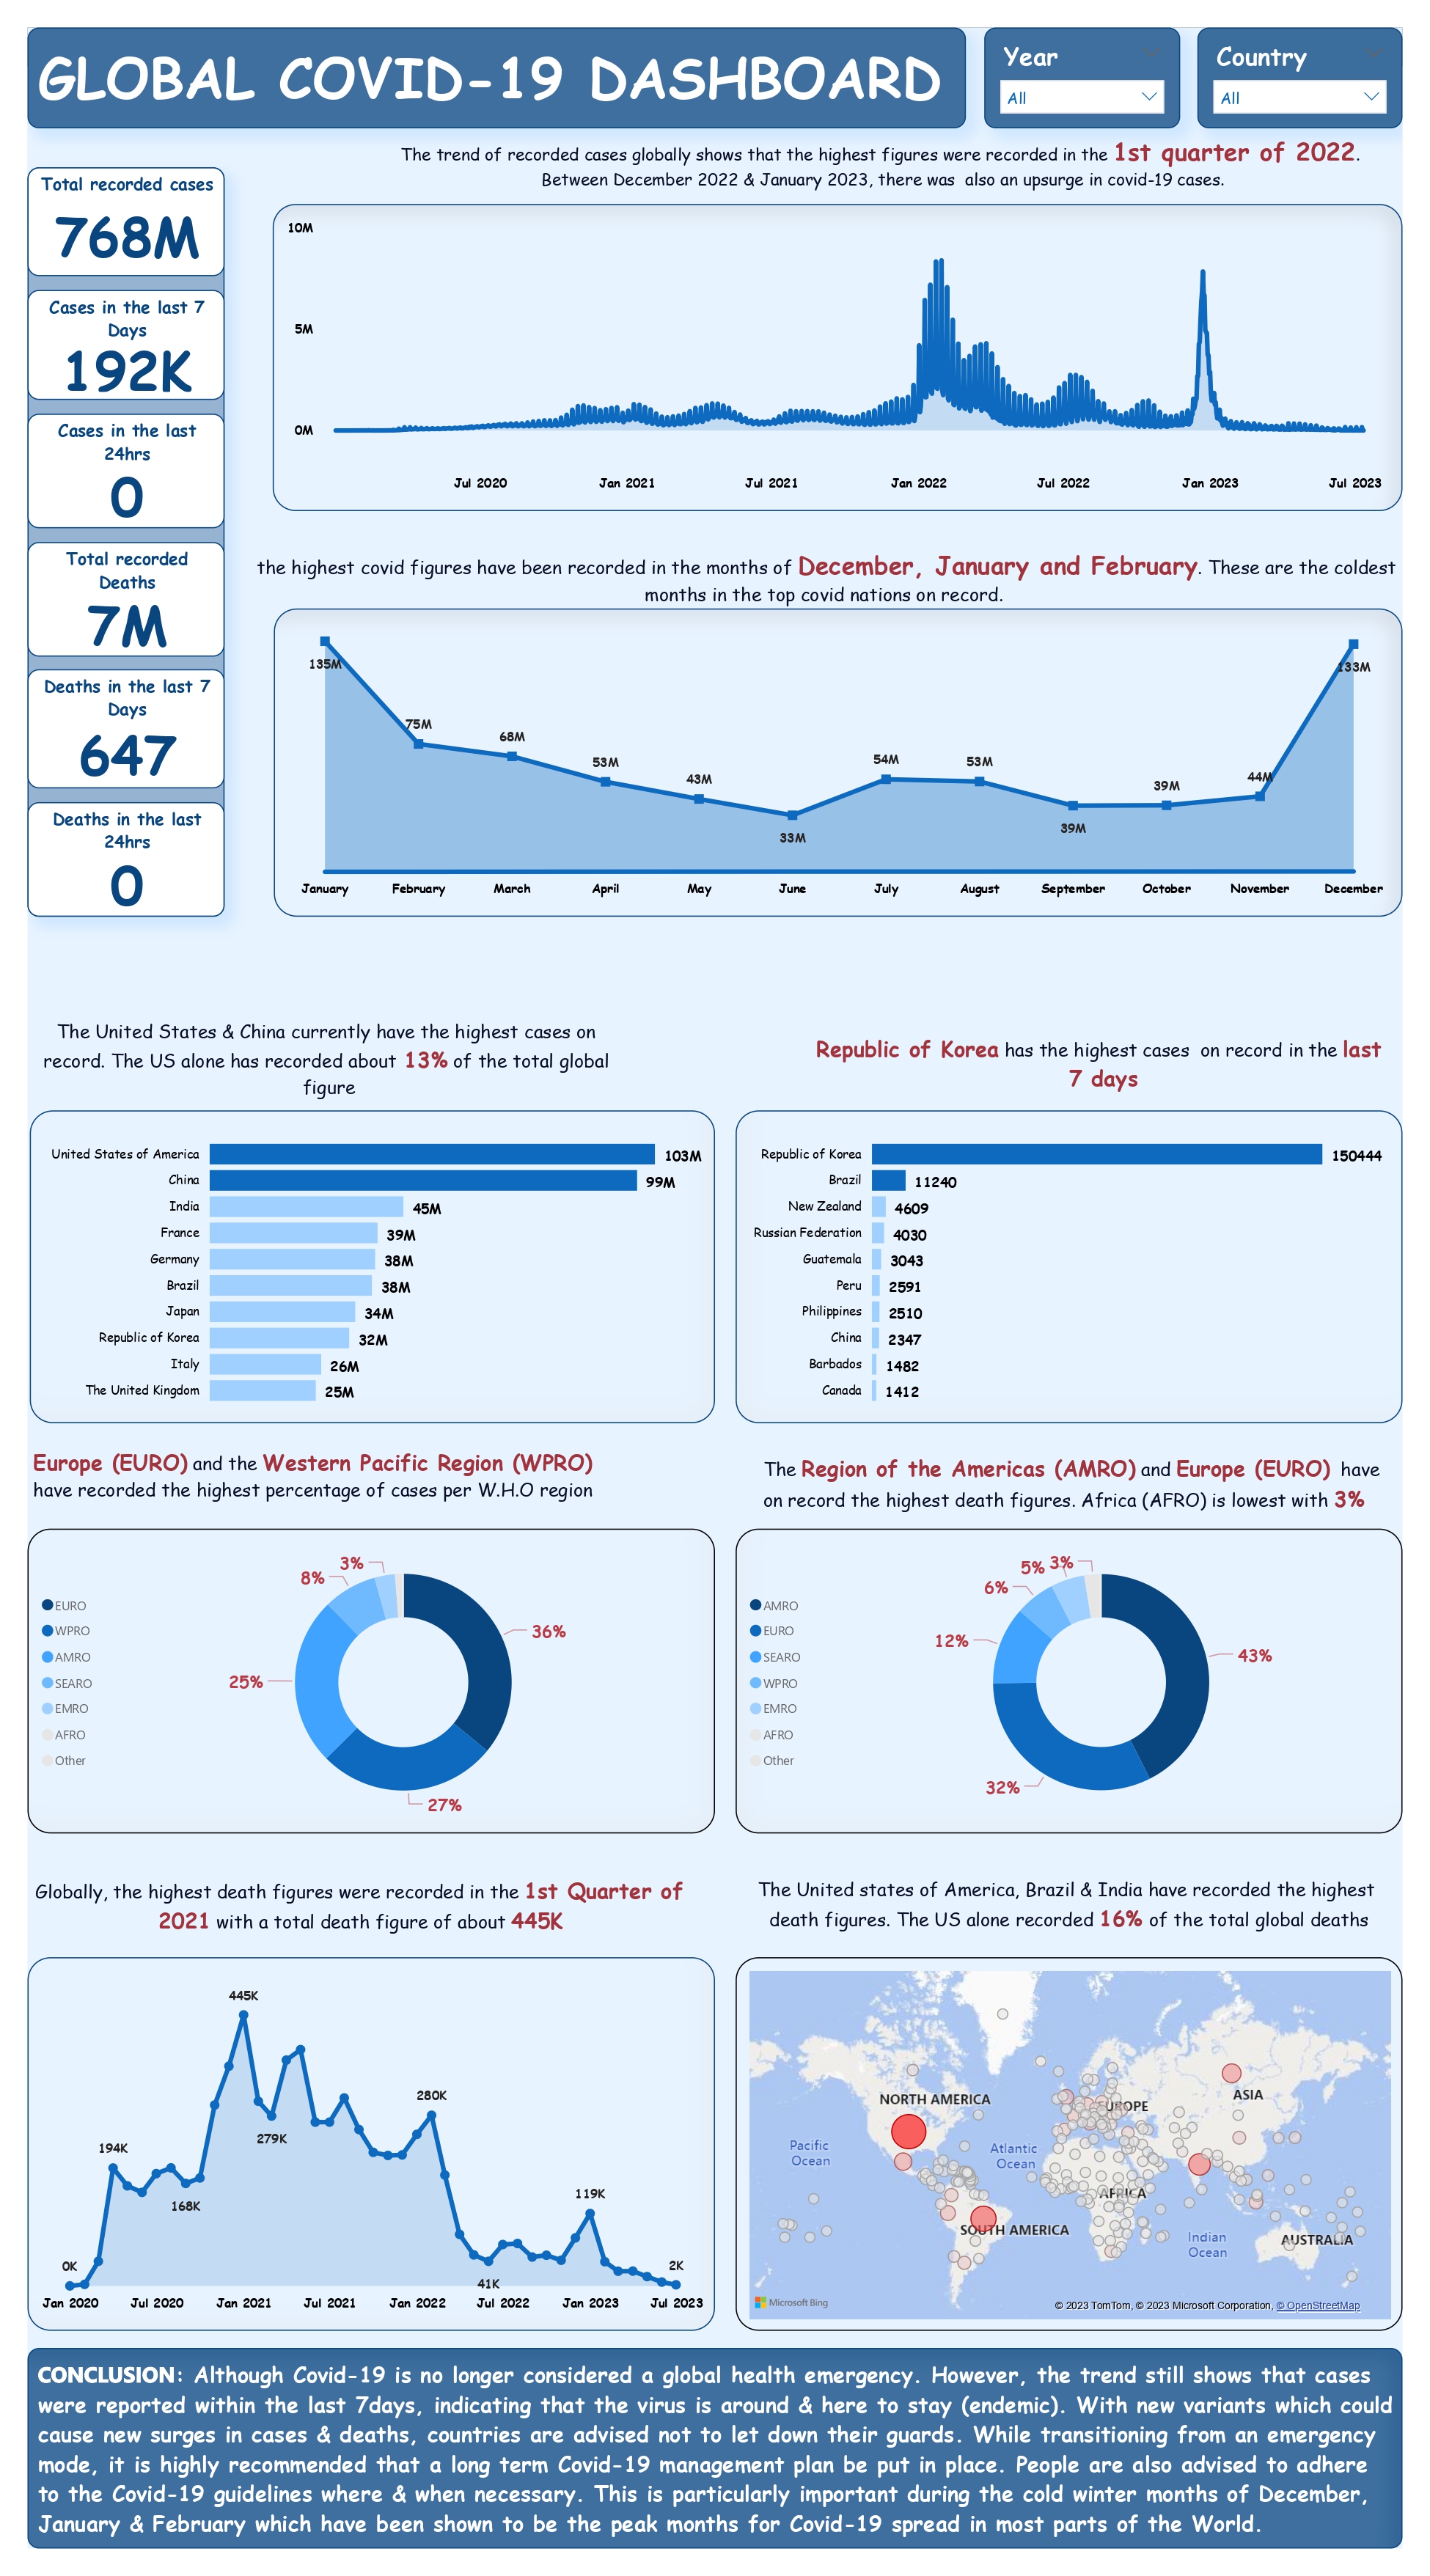 GLOBAL COVID-19 DASHBOARD
Year
All
Country
All
The trend of recorded cases globally shows that the highest figures were recorded in the 1st quarter of 2022.
Between December 2022 & January 2023, there was also an upsurge in covid-19 cases.
Total recorded cases
768M
Cases in the last 7
Days
192K
Cases in the last
24hrs
0
Total recorded
Deaths
7M
Deaths in the last 7
Days
647
Deaths in the last
24hrs
0
10M
5M
0M
Jul 2020
Jan 2021
Jul 2021
Jan 2022
Jul 2022
Jan 2023
Jul 2023
the highest covid figures have been recorded in the months of December, January and February. These are the coldest
months in the top covid nations on record.
135M
75M
68M
53M
43M
33M
54M
53M
39M
39M
44M
133M
January
February
March
April
May
June
July
August
September
October
November
December
The United States & China currently have the highest cases on
record. The US alone has recorded about 13% of the total global
figure
United States of America 103M
China 99M
India 45M
France 39M
Germany 38M
Brazil 38M
Japan 34M
Republic of Korea 32M
Italy 26M
The United Kingdom 25M
Republic of Korea has the highest cases on record in the last
7 days
Republic of Korea 150444
Brazil 11240
New Zealand 4609
Russian Federation 4030
Guatemala 3043
Peru 2591
Philippines 2510
China 2347
Barbados 1482
Canada 1412
Europe (EURO) and the Western Pacific Region (WPRO)
have recorded the highest percentage of cases per W.H.O region
EURO
WPRO
AMRO
SEARO
EMRO
AFRO
Other
3%
8%
36%
25%
27%
The Region of the Americas (AMRO) and Europe (EURO) have
on record the highest death figures. Africa (AFRO) is lowest with 3%
AMRO
EURO
SEARO
WPRO
EMRO
AFRO
Other
5%
3%
6%
12%
43%
32%
Globally, the highest death figures were recorded in the 1st Quarter of
2021 with a total death figure of about 445K
445K
280K
194K
279K
168K
119K
0K
41K
2K
Jan 2020
Jul 2020
Jan 2021
Jul 2021
Jan 2022
Jul 2022
Jan 2023
Jul 2023
The United states of America, Brazil & India have recorded the highest
death figures. The US alone recorded 16% of the total global deaths
NORTH AMERICA
EUROPE
ASIA
Pacific
Ocean
Atlantic
Ocean
AFRICA
SOUTH AMERICA
Indian
Ocean
AUSTRALIA
Microsoft Bing
© 2023 TomTom, © 2023 Microsoft Corporation, © OpenStreetMap
CONCLUSION: Although Covid-19 is no longer considered a global health emergency. However, the trend still shows that cases
were reported within the last 7days, indicating that the virus is around & here to stay (endemic). With new variants which could
cause new surges in cases & deaths, countries are advised not to let down their guards. While transitioning from an emergency
mode, it is highly recommended that a long term Covid-19 management plan be put in place. People are also advised to adhere
to the Covid-19 guidelines where & when necessary. This is particularly important during the cold winter months of December,
January & February which have been shown to be the peak months for Covid-19 spread in most parts of the World.